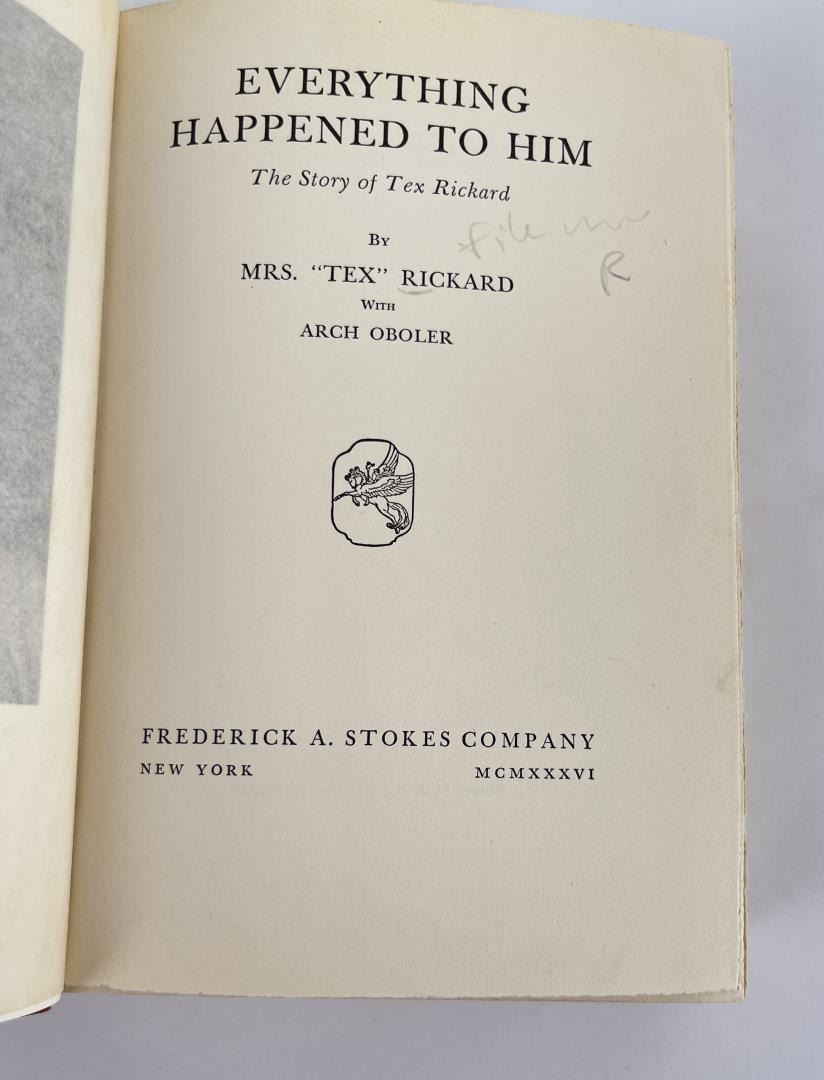 EVERYTHING
HAPPENED TO HIM
The Story of Tex Rickard
BY
MRS. "TEX" RICKARD
WITH
ARCH OBOLER
R
FREDERICK A. STOKES COMPANY
NEW YORK MCMXXXVI